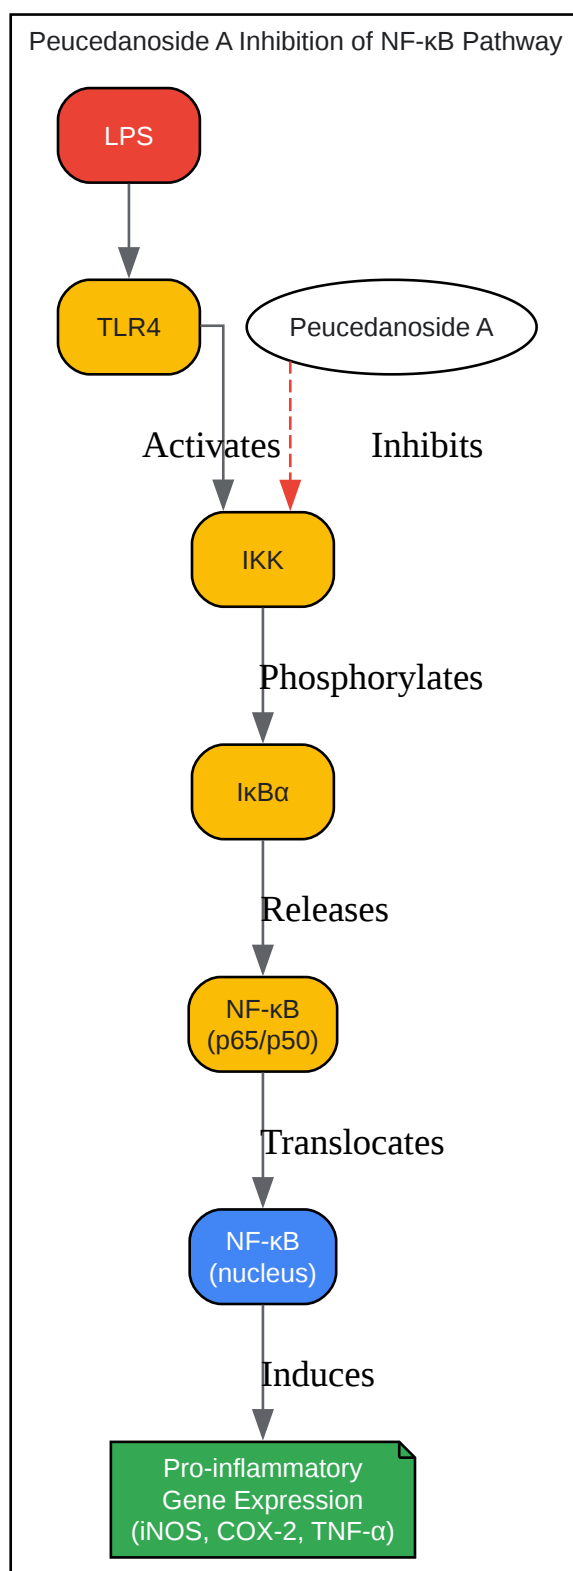 Peucedanoside A Inhibition of NF-κB Pathway
LPS
TLR4
Peucedanoside A
Activates
Inhibits
IKK
Phosphorylates
IκBα
Releases
NF-κB
(p65/p50)
Translocates
NF-κB
(nucleus)
Induces
Pro-inflammatory
Gene Expression
(iNOS, COX-2, TNF-α)